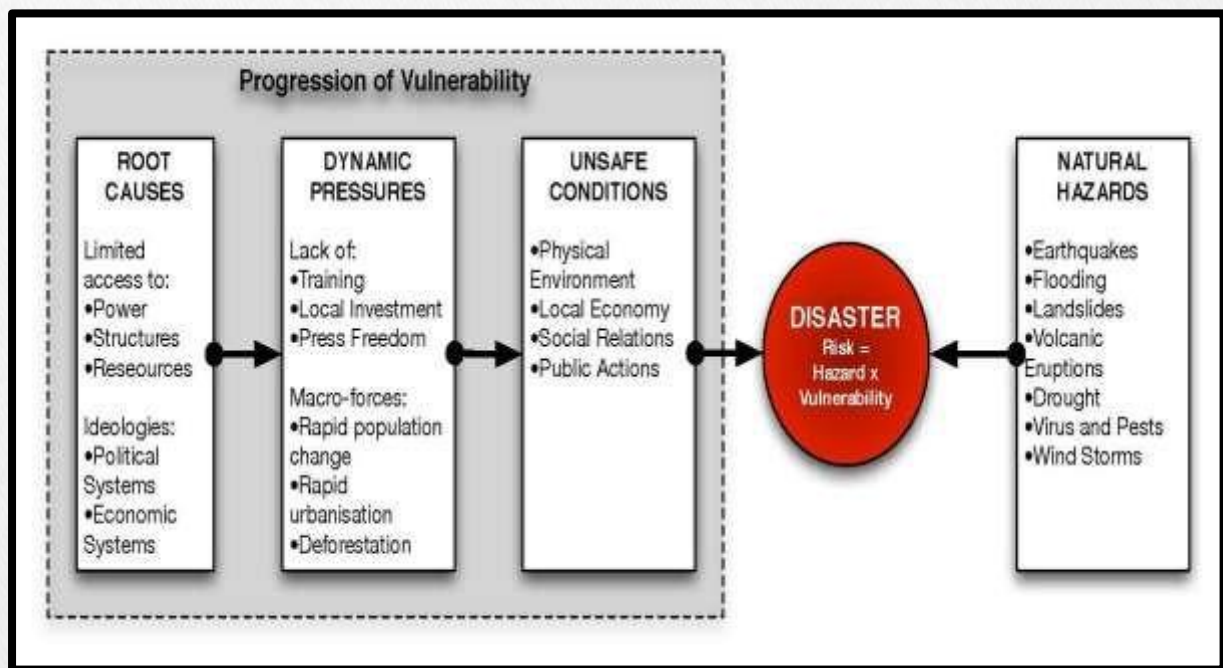 Progression of Vulnerability
ROOT
CAUSES
Limited
access to:
•Power
•Structures
•Reseources
Ideologies:
•Political
Systems
•Economic
Systems
DYNAMIC
PRESSURES
Lack of:
•Training
•Local Investment
•Press Freedom
Macro-forces:
•Rapid population
change
•Rapid
urbanisation
•Deforestation
UNSAFE
CONDITIONS
•Physical
Environment
•Local Economy
•Social Relations
•Public Actions
DISASTER
Risk =
Hazard x
Vulnerability
NATURAL
HAZARDS
•Earthquakes
•Flooding
•Landslides
•Volcanic
Eruptions
•Drought
•Virus and Pests
•Wind Storms